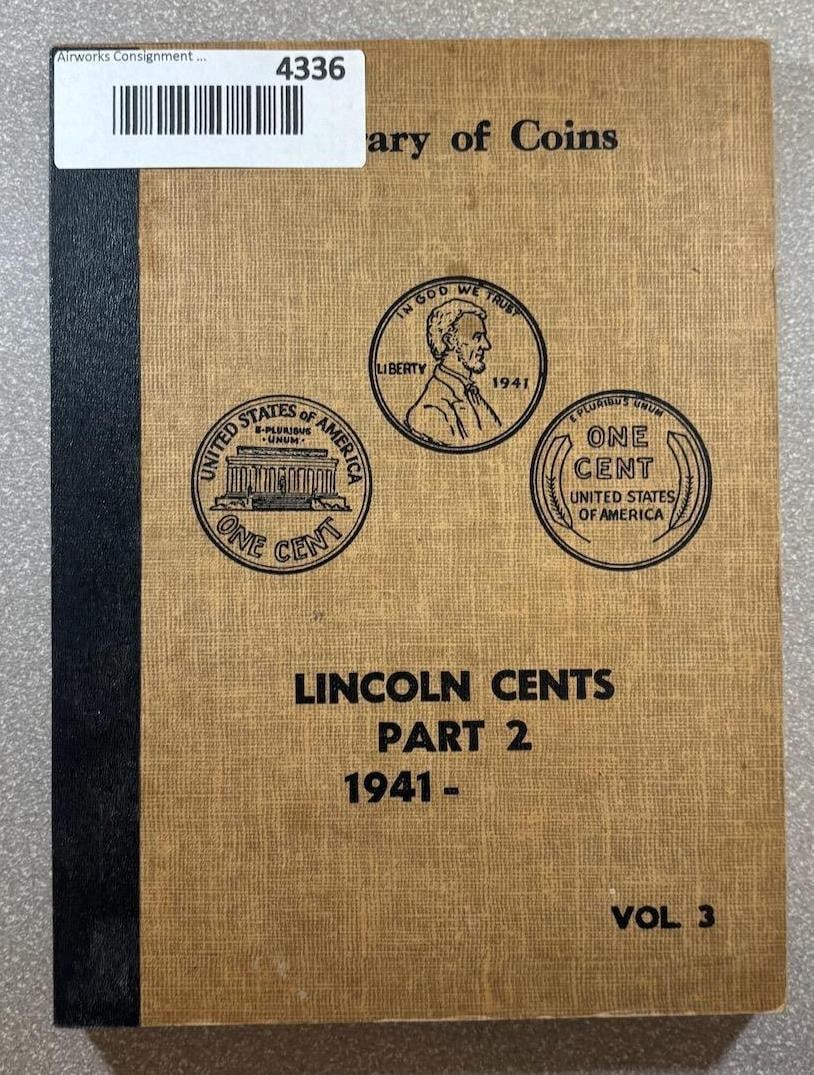 Airworks Consignment ...
4336
rary of Coins
IN GOD WE TRUST
LIBERTY
1941
UNITED STATES OF AMERICA
E·PLURIBUS
·UNUM·
ONE CENT
E PLURIBUS UNUM
ONE
CENT
UNITED STATES
OF AMERICA
LINCOLN CENTS
PART 2
1941-
VOL 3